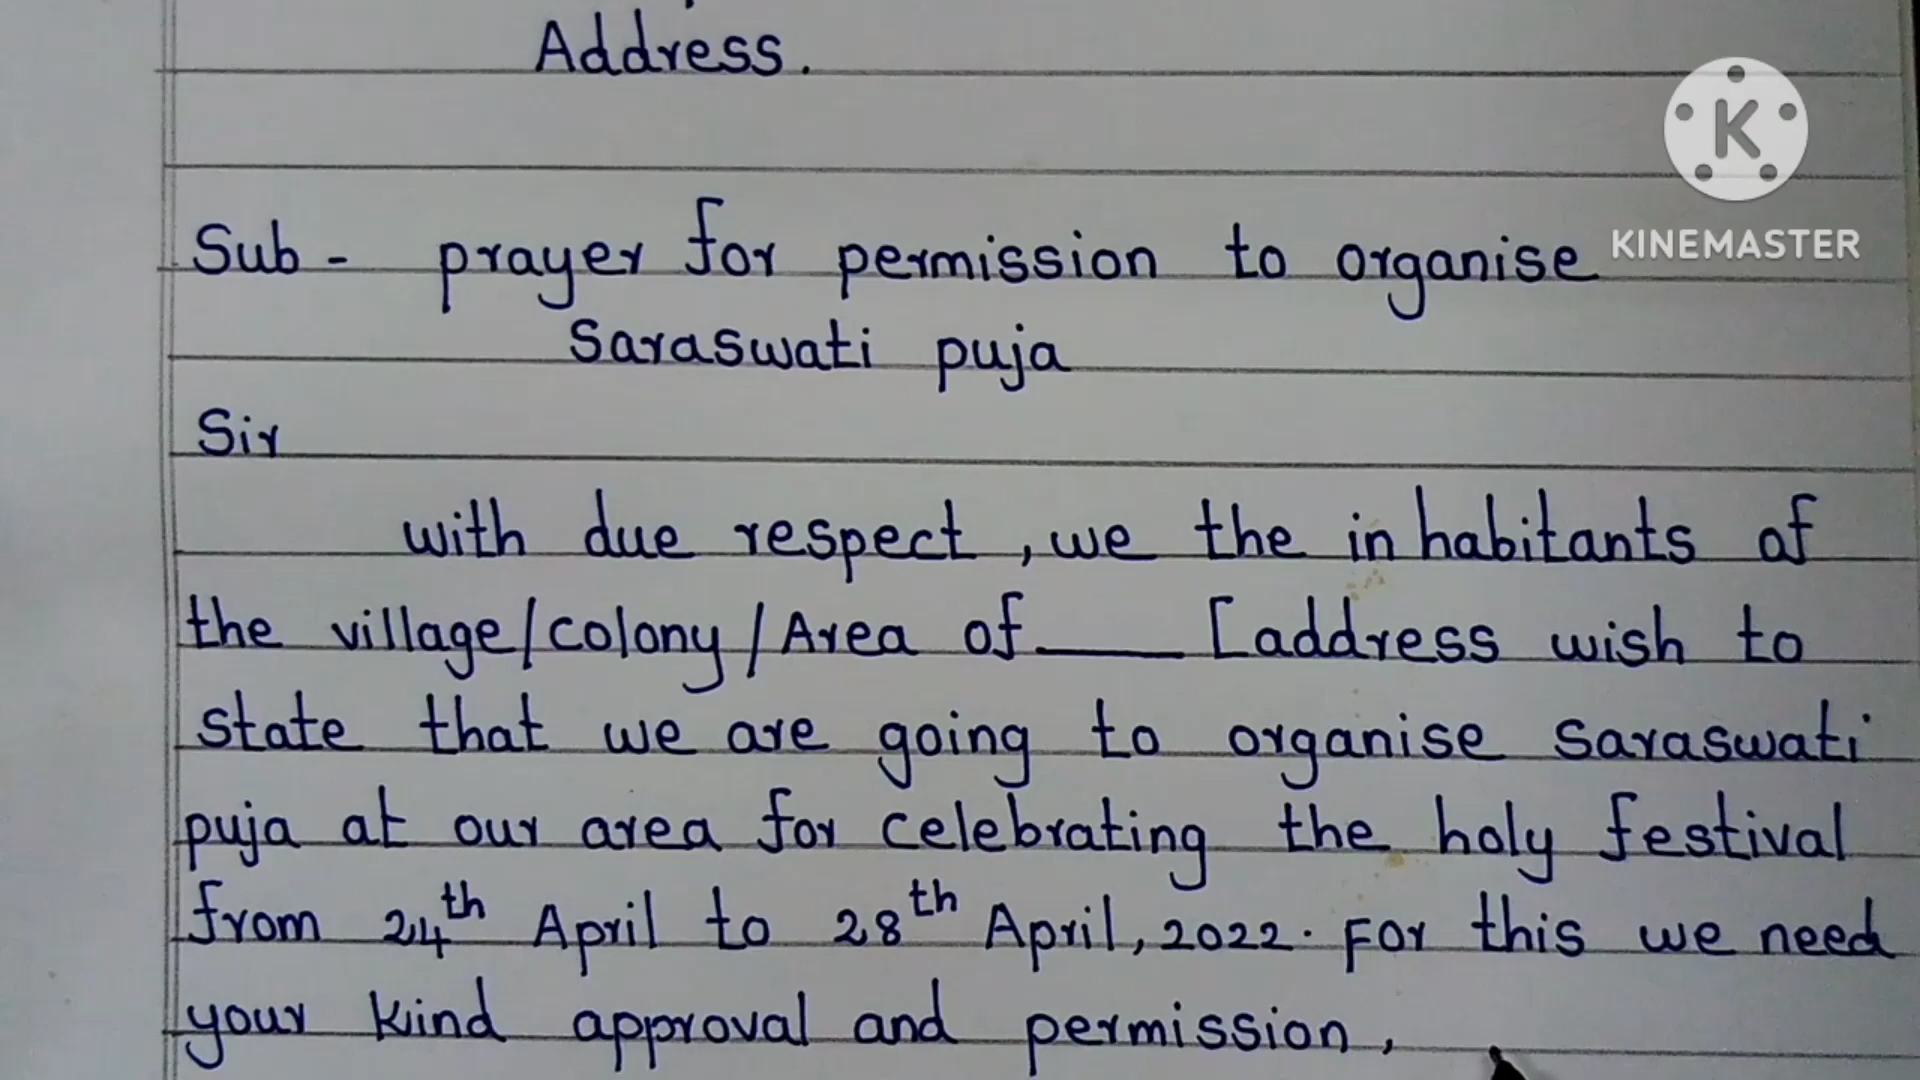 Address.
K
KINEMASTER
Sub - prayer for permission to organise
Saraswati puja
Sir
with due respect, we the inhabitants of
the village/colony/Area of ____ [address wish to
state that we are going to organise Saraswati
puja at our area for celebrating the holy festival
from 24th April to 28th April, 2022. For this we need
your kind approval and permission,